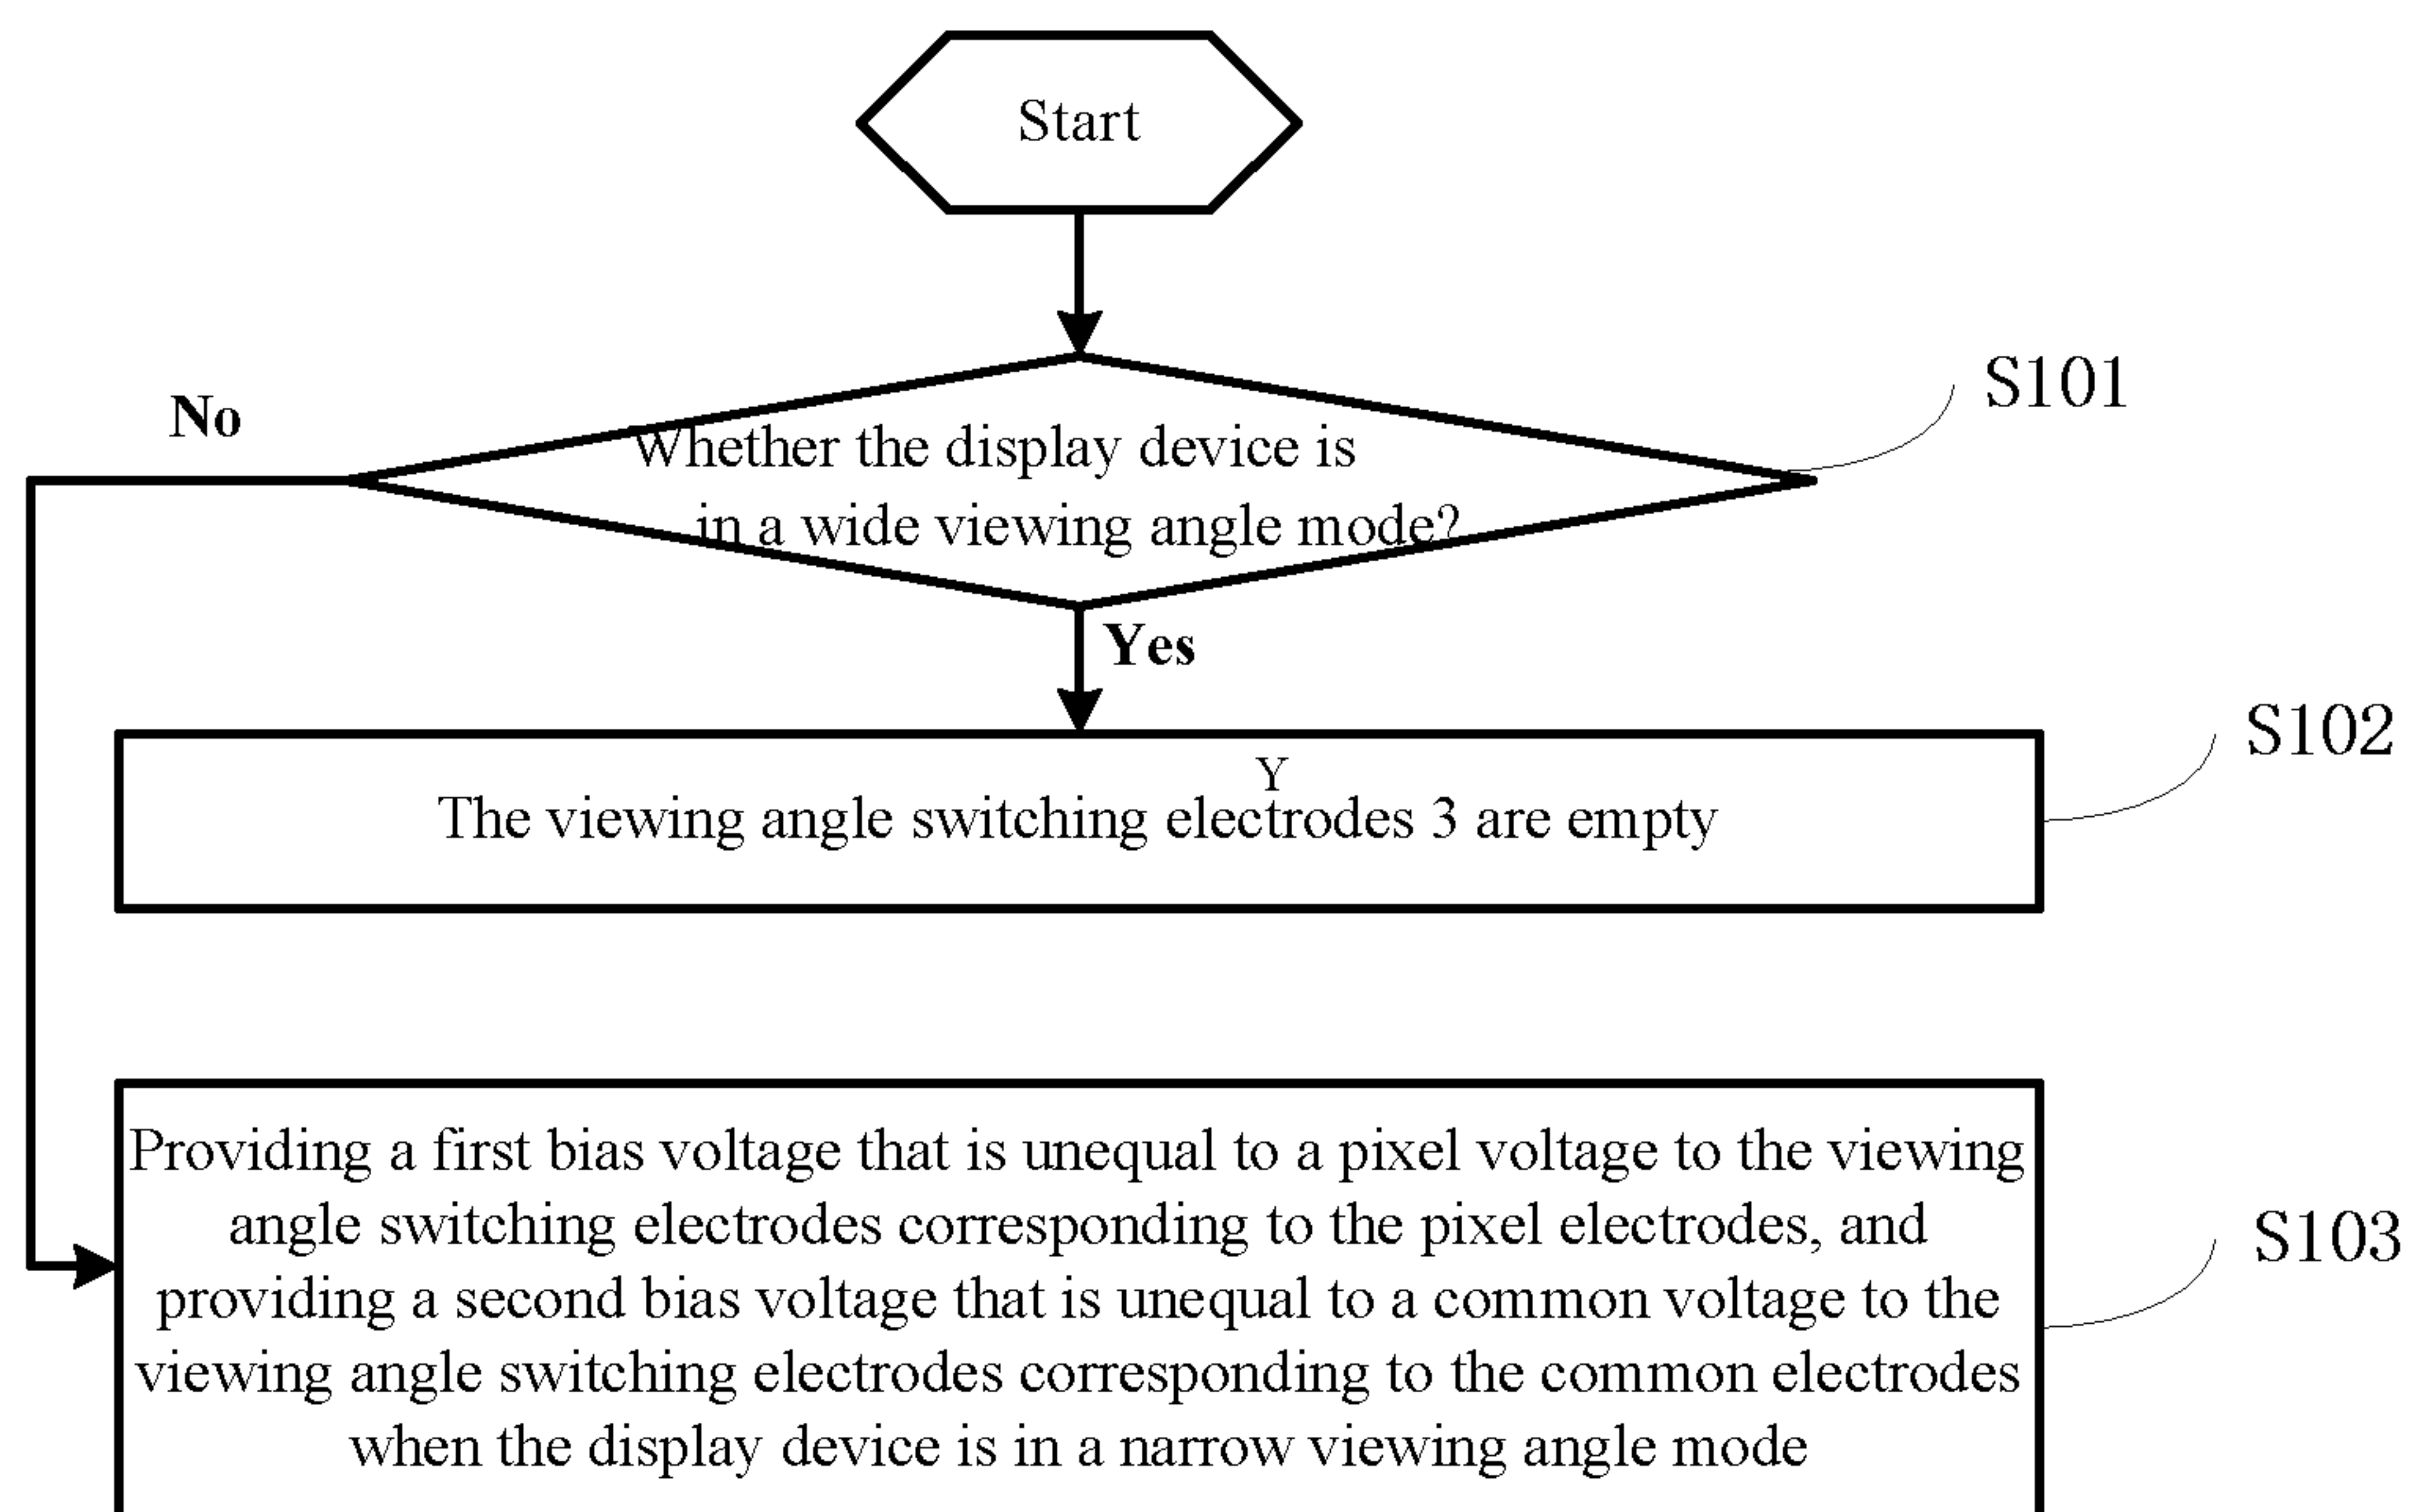 Start
S101
No
Whether the display device is
in a wide viewing angle mode?
Yes
S102
Y
The viewing angle switching electrodes 3 are empty
Providing a first bias voltage that is unequal to a pixel voltage to the viewing
angle switching electrodes corresponding to the pixel electrodes, and
S103
providing a second bias voltage that is unequal to a common voltage to the
viewing angle switching electrodes corresponding to the common electrodes
when the display device is in a narrow viewing angle mode